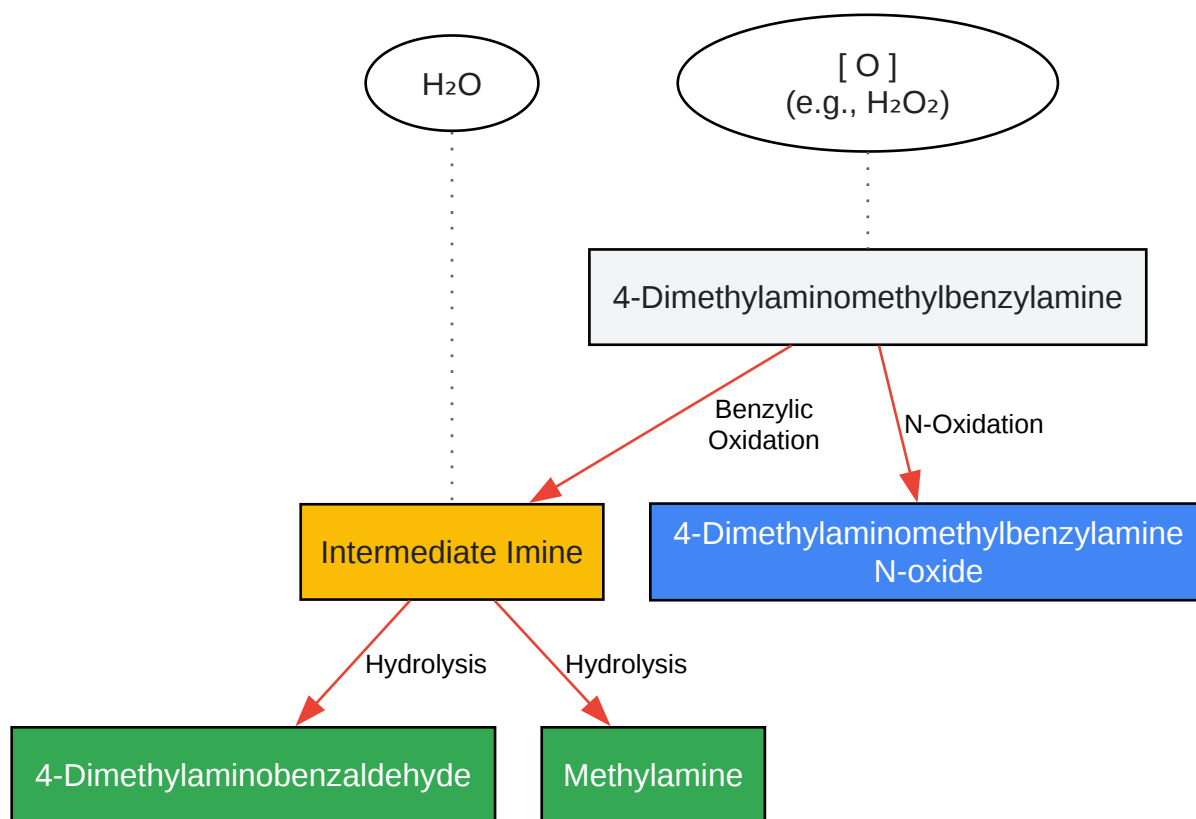 H₂O
[ O ]
(e.g., H₂O₂)
4-Dimethylaminomethylbenzylamine
Benzylic
Oxidation
N-Oxidation
Intermediate Imine
4-Dimethylaminomethylbenzylamine
N-oxide
Hydrolysis
Hydrolysis
4-Dimethylaminobenzaldehyde
Methylamine